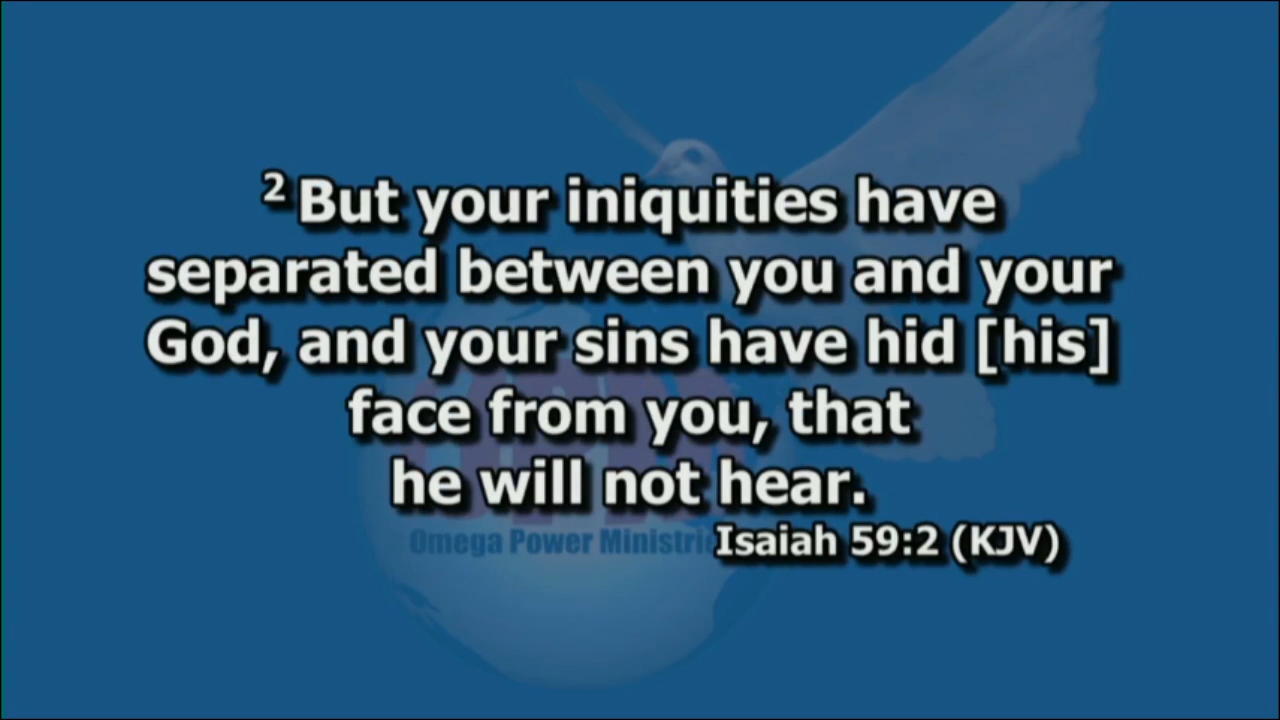 ² But your iniquities have
separated between you and your
God, and your sins have hid [his]
face from you, that
he will not hear.
Omega Power Ministri
Isaiah 59:2 (KJV)